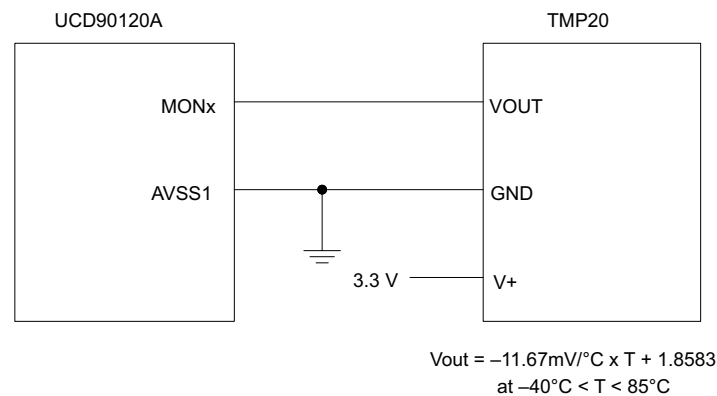 UCD90120A
TMP20
MONx
VOUT
AVSS1
GND
3.3 V
V+
Vout = –11.67mV/°C x T + 1.8583
at –40°C < T < 85°C